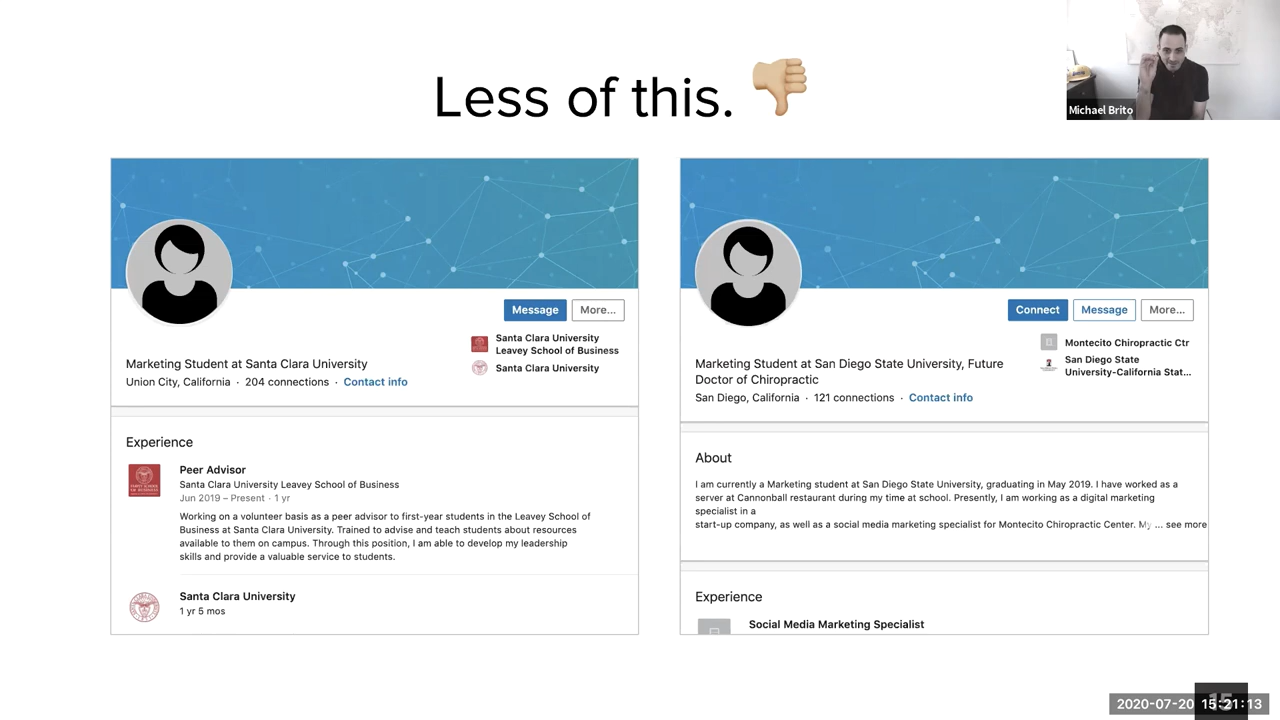 Less of this.
Michael Brito
Message
More...
Santa Clara University
Leavey School of Business
Santa Clara University
Marketing Student at Santa Clara University
Union City, California · 204 connections · Contact info
Experience
Peer Advisor
Santa Clara University Leavey School of Business
Jun 2019 – Present · 1 yr
Working on a volunteer basis as a peer advisor to first-year students in the Leavey School of
Business at Santa Clara University. Trained to advise and teach students about resources
available to them on campus. Through this position, I am able to develop my leadership
skills and provide a valuable service to students.
Santa Clara University
1 yr 5 mos
Connect
Message
More...
Montecito Chiropractic Ctr
San Diego State
University-California Stat...
Marketing Student at San Diego State University, Future
Doctor of Chiropractic
San Diego, California · 121 connections · Contact info
About
I am currently a Marketing student at San Diego State University, graduating in May 2019. I have worked as a
server at Cannonball restaurant during my time at school. Presently, I am working as a digital marketing
specialist in a
start-up company, as well as a social media marketing specialist for Montecito Chiropractic Center. My ... see more
Experience
Social Media Marketing Specialist
15
2020-07-20 15:21:13